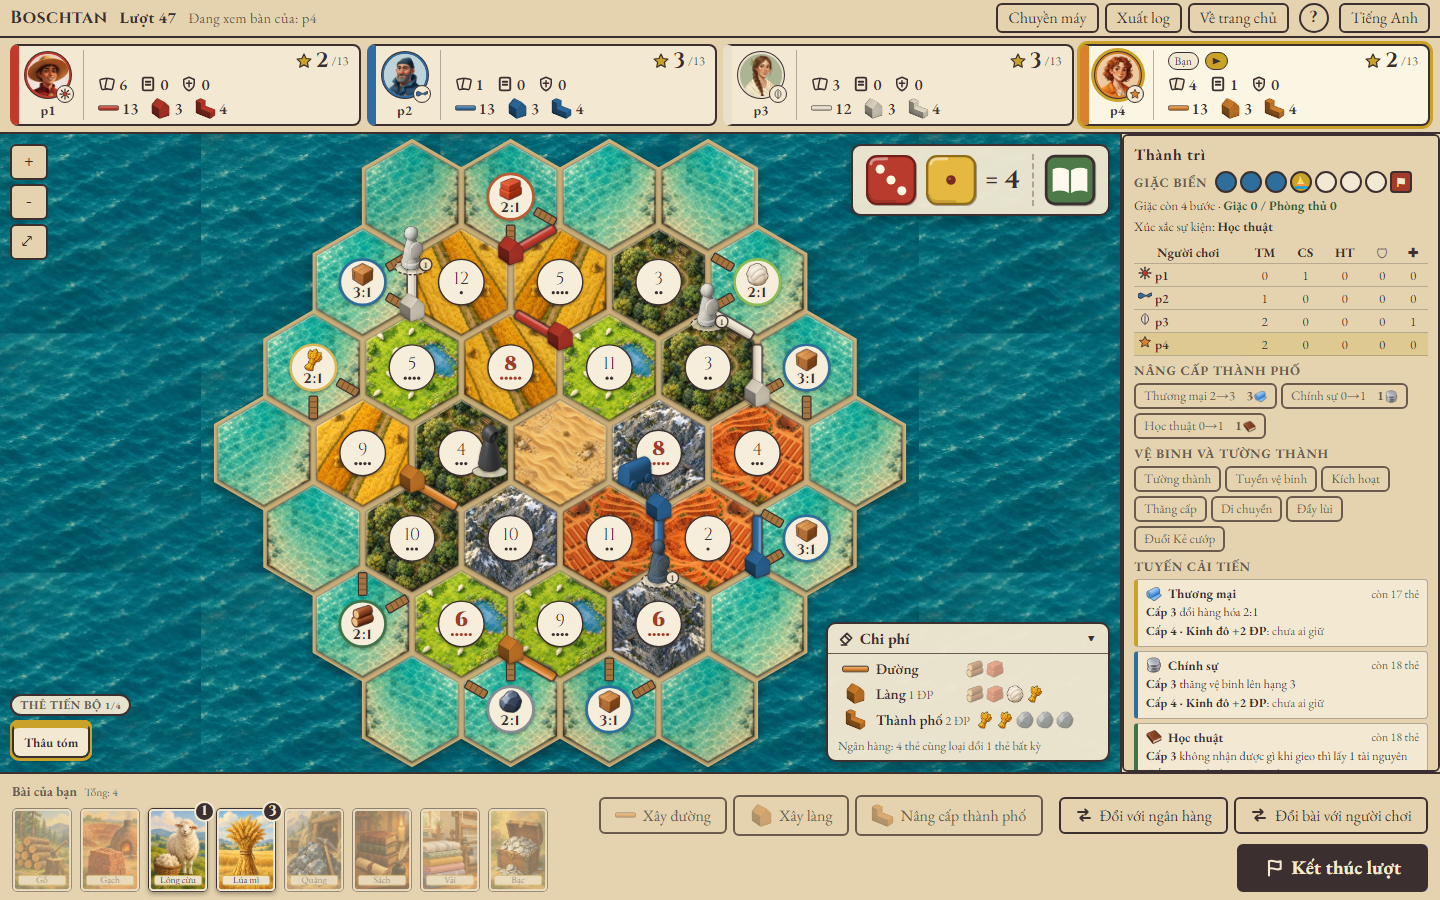 BOSCHTAN Lượt 47 Đang xem bàn của: p4
Chuyền máy Xuất log Về trang chủ ? Tiếng Anh
p1 2 /13
6 0 0
13 3 4
p2 3 /13
1 0 0
13 3 4
p3 3 /13
3 0 0
12 3 4
p4 Bạn 2 /13
4 1 0
13 3 4
+
-
= 4
2:1
3:1 12 5 3 2:1
1
1
2:1 5 8 11 3 3:1
9 4 8 4
10 10 11 2 3:1
1
2:1 6 9 6
2:1 3:1
Thành trì
GIẶC BIỂN
Giặc còn 4 bước · Giặc 0 / Phòng thủ 0
Xúc xắc sự kiện: Học thuật
Người chơi TM CS HT
p1 0 1 0 0 0
p2 1 0 0 0 0
p3 2 0 0 0 1
p4 2 0 0 0 0
NÂNG CẤP THÀNH PHỐ
Thương mại 2→3 3
Chính sự 0→1 1
Học thuật 0→1 1
VỆ BINH VÀ TƯỜNG THÀNH
Tường thành Tuyển vệ binh Kích hoạt
Thăng cấp Di chuyển Đẩy lùi
Đuổi Kẻ cướp
TUYẾN CẢI TIẾN
Thương mại còn 17 thẻ
Cấp 3 đổi hàng hóa 2:1
Cấp 4 · Kinh đô +2 ĐP: chưa ai giữ
Chính sự còn 18 thẻ
Cấp 3 thăng vệ binh lên hạng 3
Cấp 4 · Kinh đô +2 ĐP: chưa ai giữ
Học thuật còn 18 thẻ
Cấp 3 không nhận được gì khi gieo thì lấy 1 tài nguyên
Chi phí
Đường
Làng 1 ĐP
Thành phố 2 ĐP
Ngân hàng: 4 thẻ cùng loại đổi 1 thẻ bất kỳ
THẺ TIẾN BỘ 1/4
Thâu tóm
Bài của bạn Tổng: 4
1 3
Gỗ Gạch Lông cừu Lúa mì Quặng Sách Vải Bạc
Xây đường Xây làng Nâng cấp thành phố Đổi với ngân hàng Đổi bài với người chơi
Kết thúc lượt